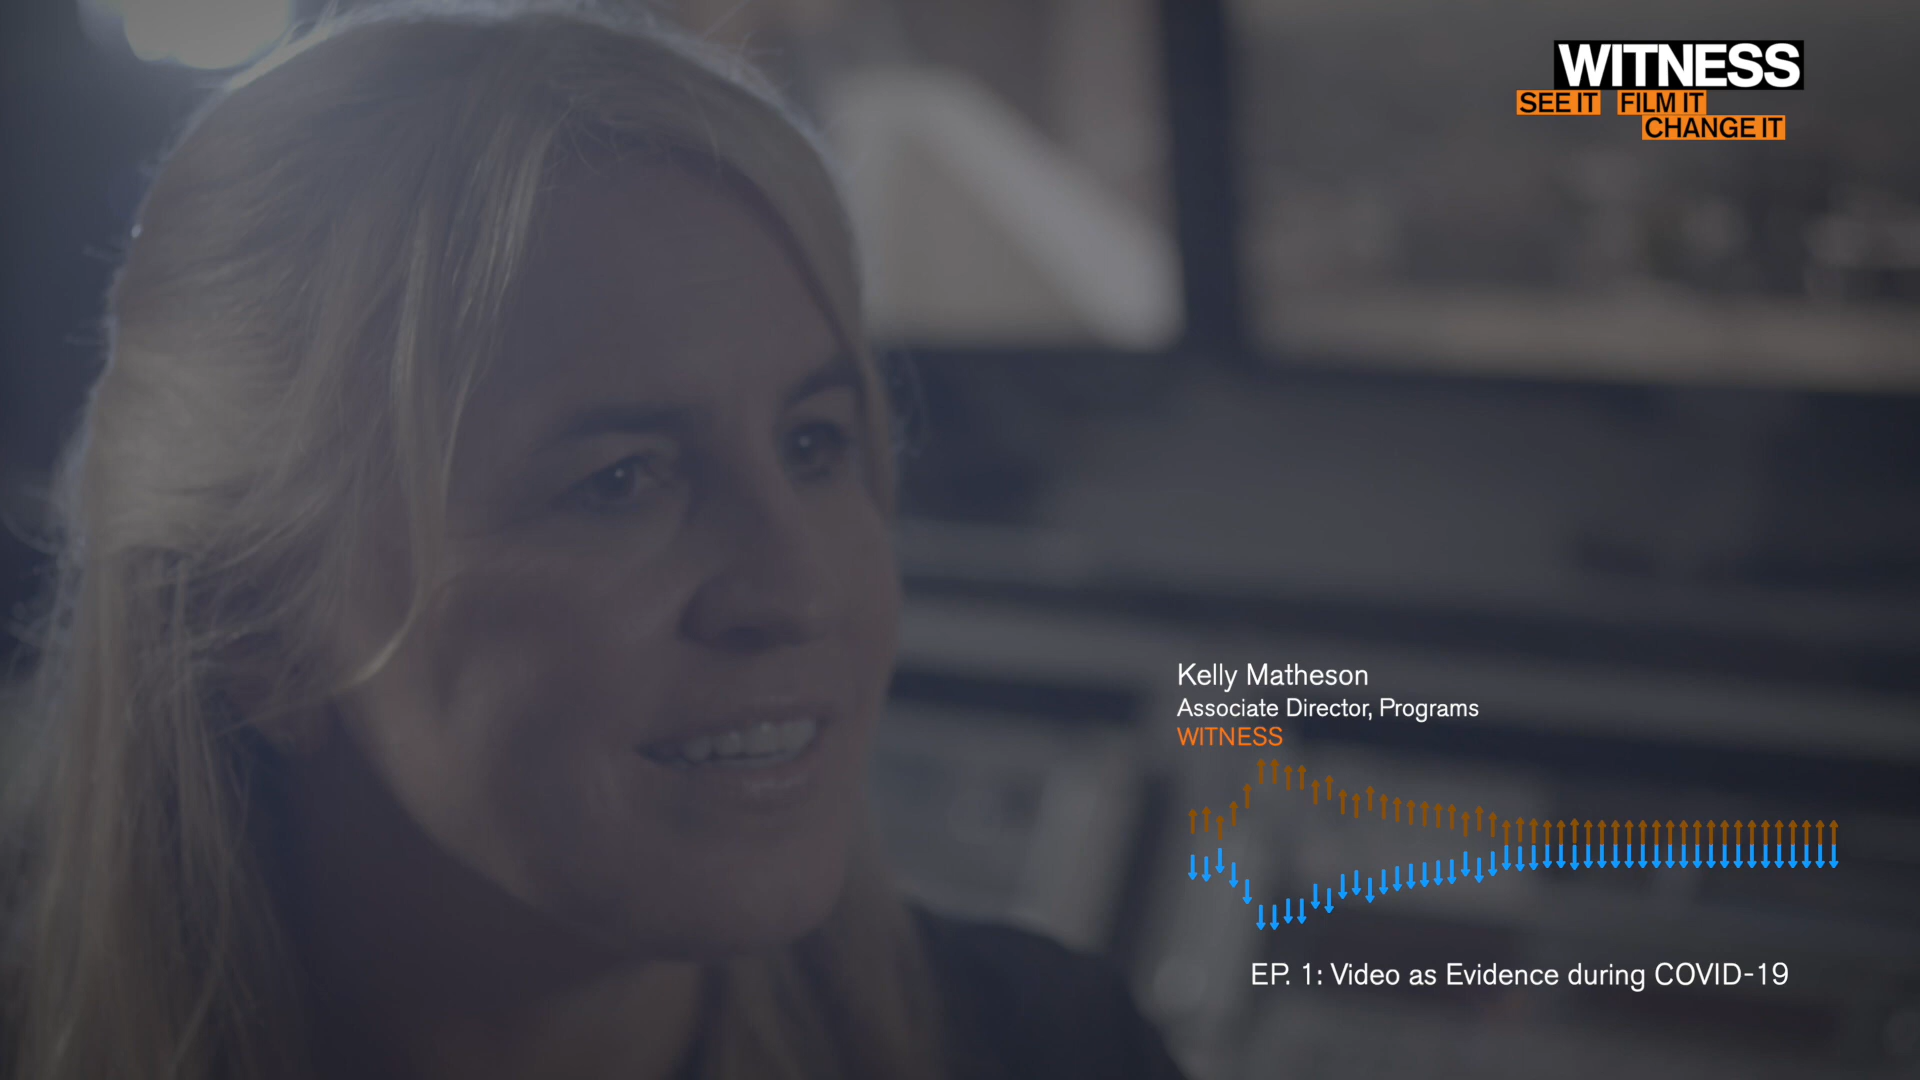 WITNESS
SEE IT FILM IT
CHANGE IT
Kelly Matheson
Associate Director, Programs
WITNESS
EP. 1: Video as Evidence during COVID-19